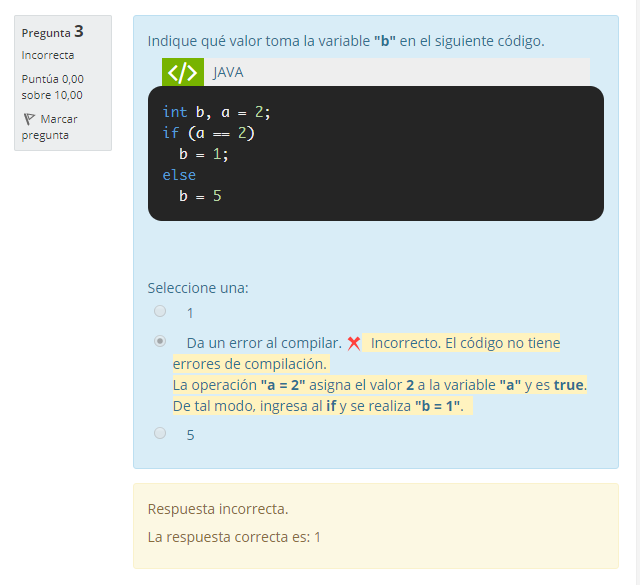 Pregunta 3
Incorrecta
Puntúa 0,00
sobre 10,00
Marcar
pregunta
Indique qué valor toma la variable "b" en el siguiente código.
</> JAVA
int b, a = 2;
if (a == 2)
b = 1;
else
b = 5
Seleccione una:
1
Da un error al compilar. Incorrecto. El código no tiene
errores de compilación.
La operación "a = 2" asigna el valor 2 a la variable "a" y es true.
De tal modo, ingresa al if y se realiza "b = 1".
5
Respuesta incorrecta.
La respuesta correcta es: 1